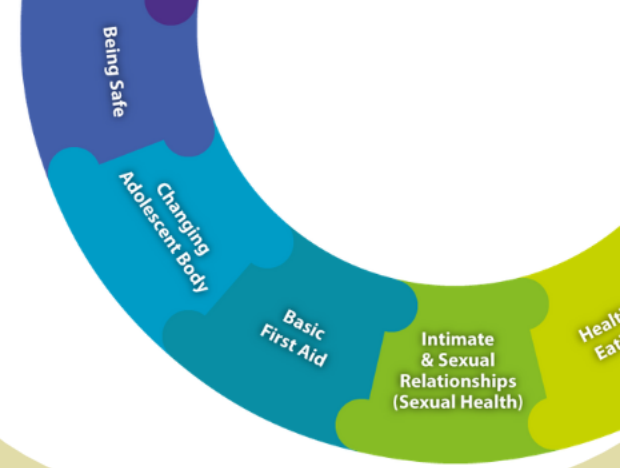 Being Safe
Changing
Adolescent Body
Basic
First Aid
Intimate
& Sexual
Relationships
(Sexual Health)